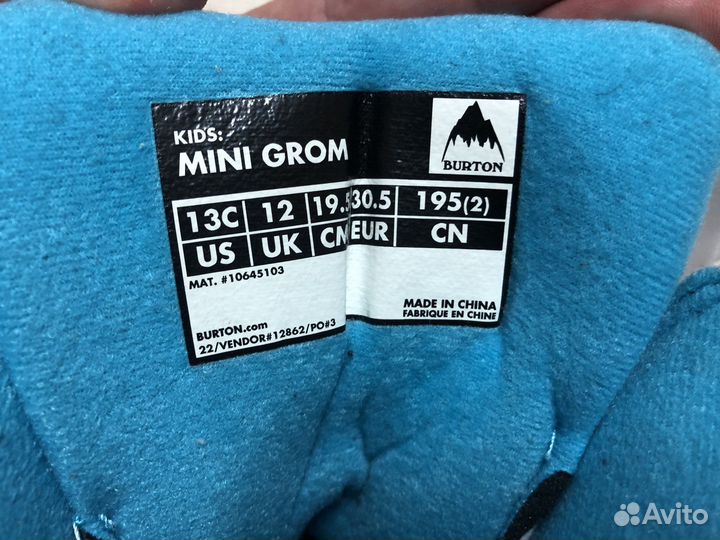 KIDS:
MINI GROM
BURTON
13C 12 19.5 30.5 195(2)
US UK CM EUR CN
MAT. #10645103
MADE IN CHINA
FABRIQUE EN CHINE
BURTON.com
22/VENDOR#12862/PO#3
Avito